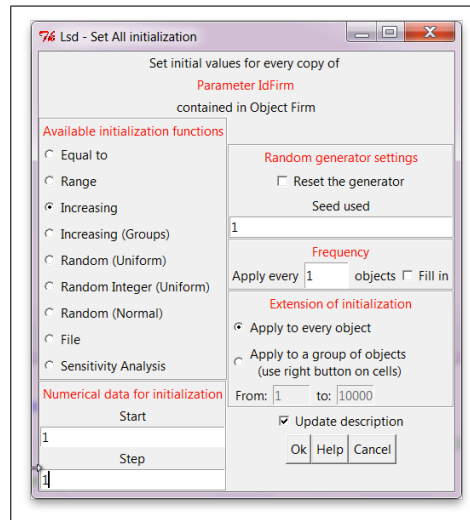 Lsd - Set All initialization
Set initial values for every copy of
Parameter IdFirm
contained in Object Firm
Available initialization functions
Equal to
Range
Increasing
Increasing (Groups)
Random (Uniform)
Random Integer (Uniform)
Random (Normal)
File
Sensitivity Analysis
Numerical data for initialization
Start
1
Step
1
Random generator settings
Reset the generator
Seed used
1
Frequency
Apply every 1 objects Fill in
Extension of initialization
Apply to every object
Apply to a group of objects
(use right button on cells)
From: 1 to: 10000
Update description
Ok Help Cancel